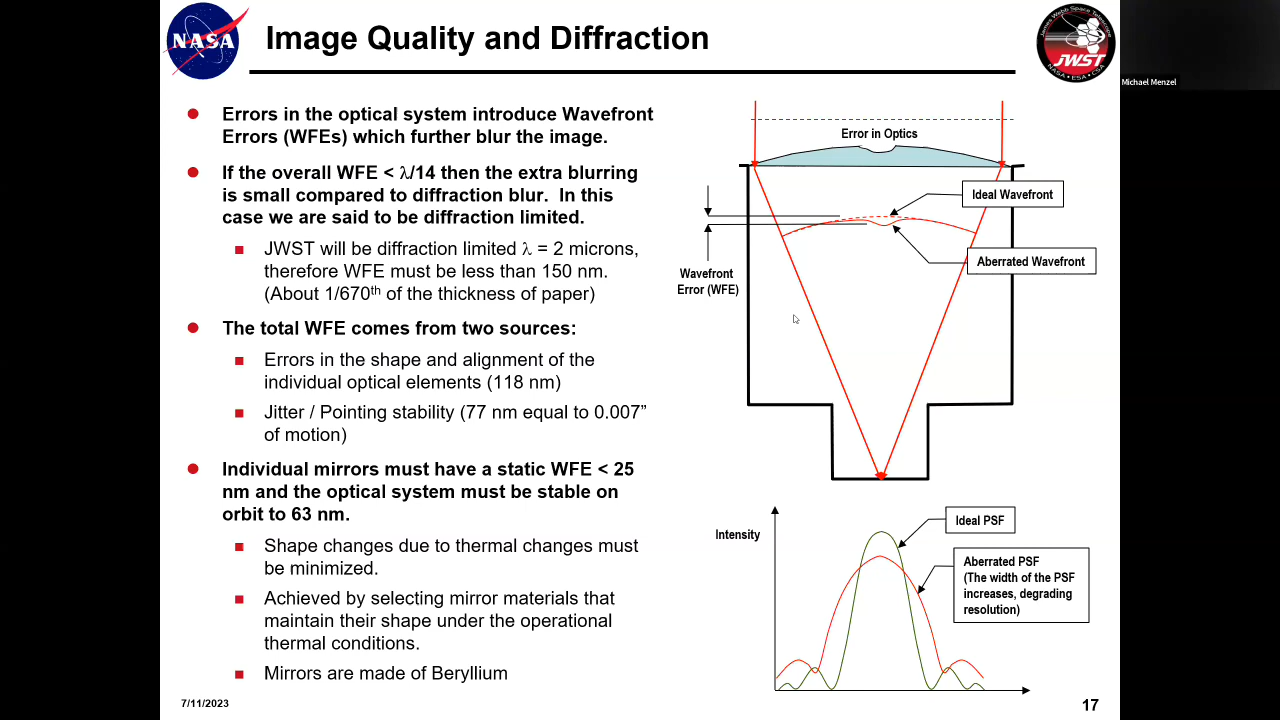 NASA
Image Quality and Diffraction
James Webb Space Telescope
JWST
NASA • ESA • CSA
Michael Menzel
Errors in the optical system introduce Wavefront
Errors (WFEs) which further blur the image.
If the overall WFE < λ/14 then the extra blurring
is small compared to diffraction blur. In this
case we are said to be diffraction limited.
JWST will be diffraction limited λ = 2 microns,
therefore WFE must be less than 150 nm.
(About 1/670th of the thickness of paper)
The total WFE comes from two sources:
Errors in the shape and alignment of the
individual optical elements (118 nm)
Jitter / Pointing stability (77 nm equal to 0.007”
of motion)
Individual mirrors must have a static WFE < 25
nm and the optical system must be stable on
orbit to 63 nm.
Shape changes due to thermal changes must
be minimized.
Achieved by selecting mirror materials that
maintain their shape under the operational
thermal conditions.
Mirrors are made of Beryllium
Error in Optics
Ideal Wavefront
Aberrated Wavefront
Wavefront
Error (WFE)
Intensity
Ideal PSF
Aberrated PSF
(The width of the PSF
increases, degrading
resolution)
7/11/2023
17